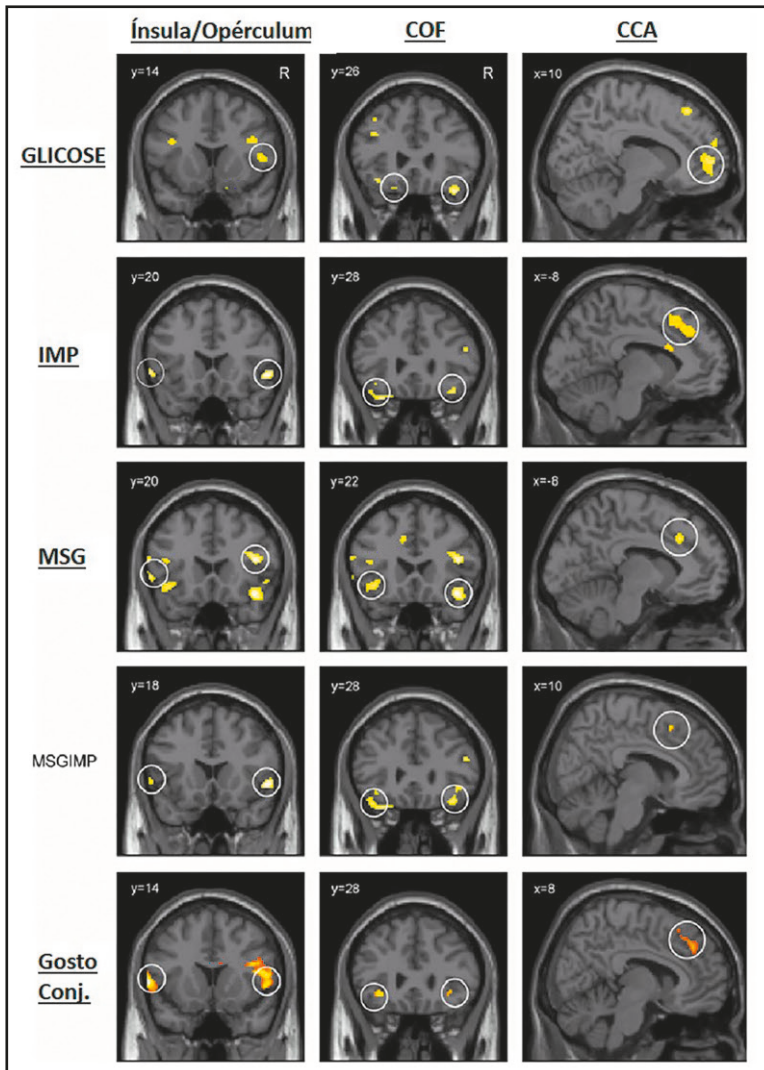 Ínsula/Opérculum COF CCA
y=14 R y=26 R x=10
GLICOSE
y=20 y=28 x=-8
IMP
y=20 y=22 x=-8
MSG
y=18 y=28 x=10
MSGIMP
y=14 y=28 x=8
Gosto
Conj.